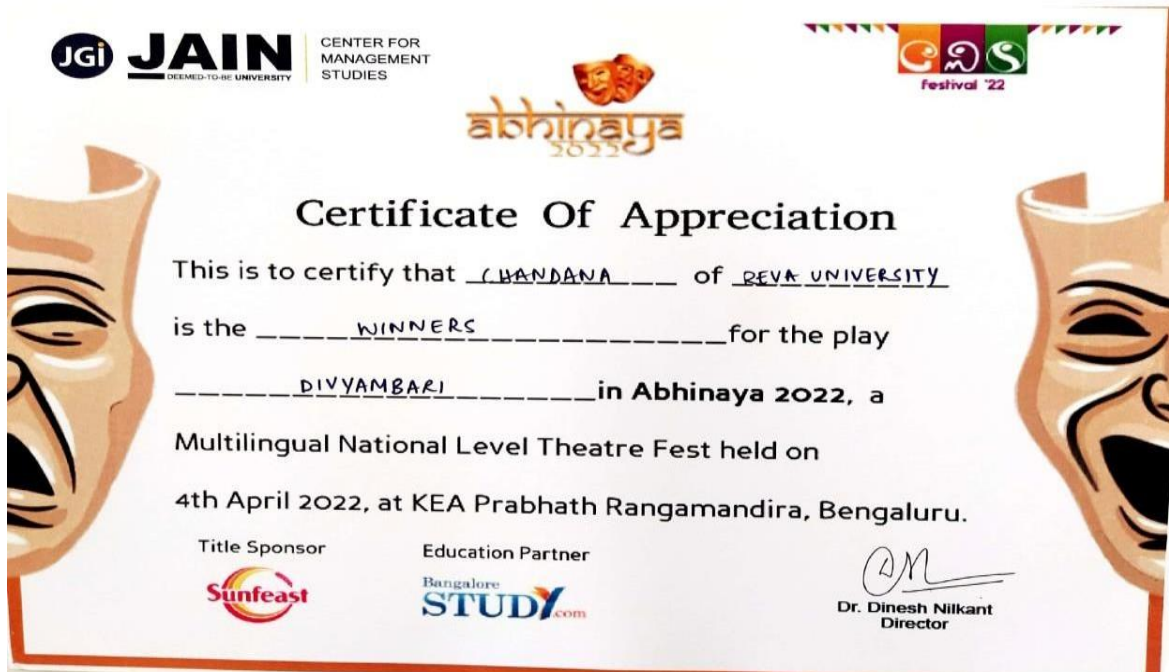 JGi JAIN
DEEMED-TO-BE UNIVERSITY
CENTER FOR
MANAGEMENT
STUDIES
festival '22
abhinaya
2022
Certificate Of Appreciation
This is to certify that CHANDANA of REVA UNIVERSITY
is the WINNERS for the play
DIVYAMBARI in Abhinaya 2022, a
Multilingual National Level Theatre Fest held on
4th April 2022, at KEA Prabhath Rangamandira, Bengaluru.
Title Sponsor
Sunfeast
Education Partner
Bangalore
STUDY.com
Dr. Dinesh Nilkant
Director